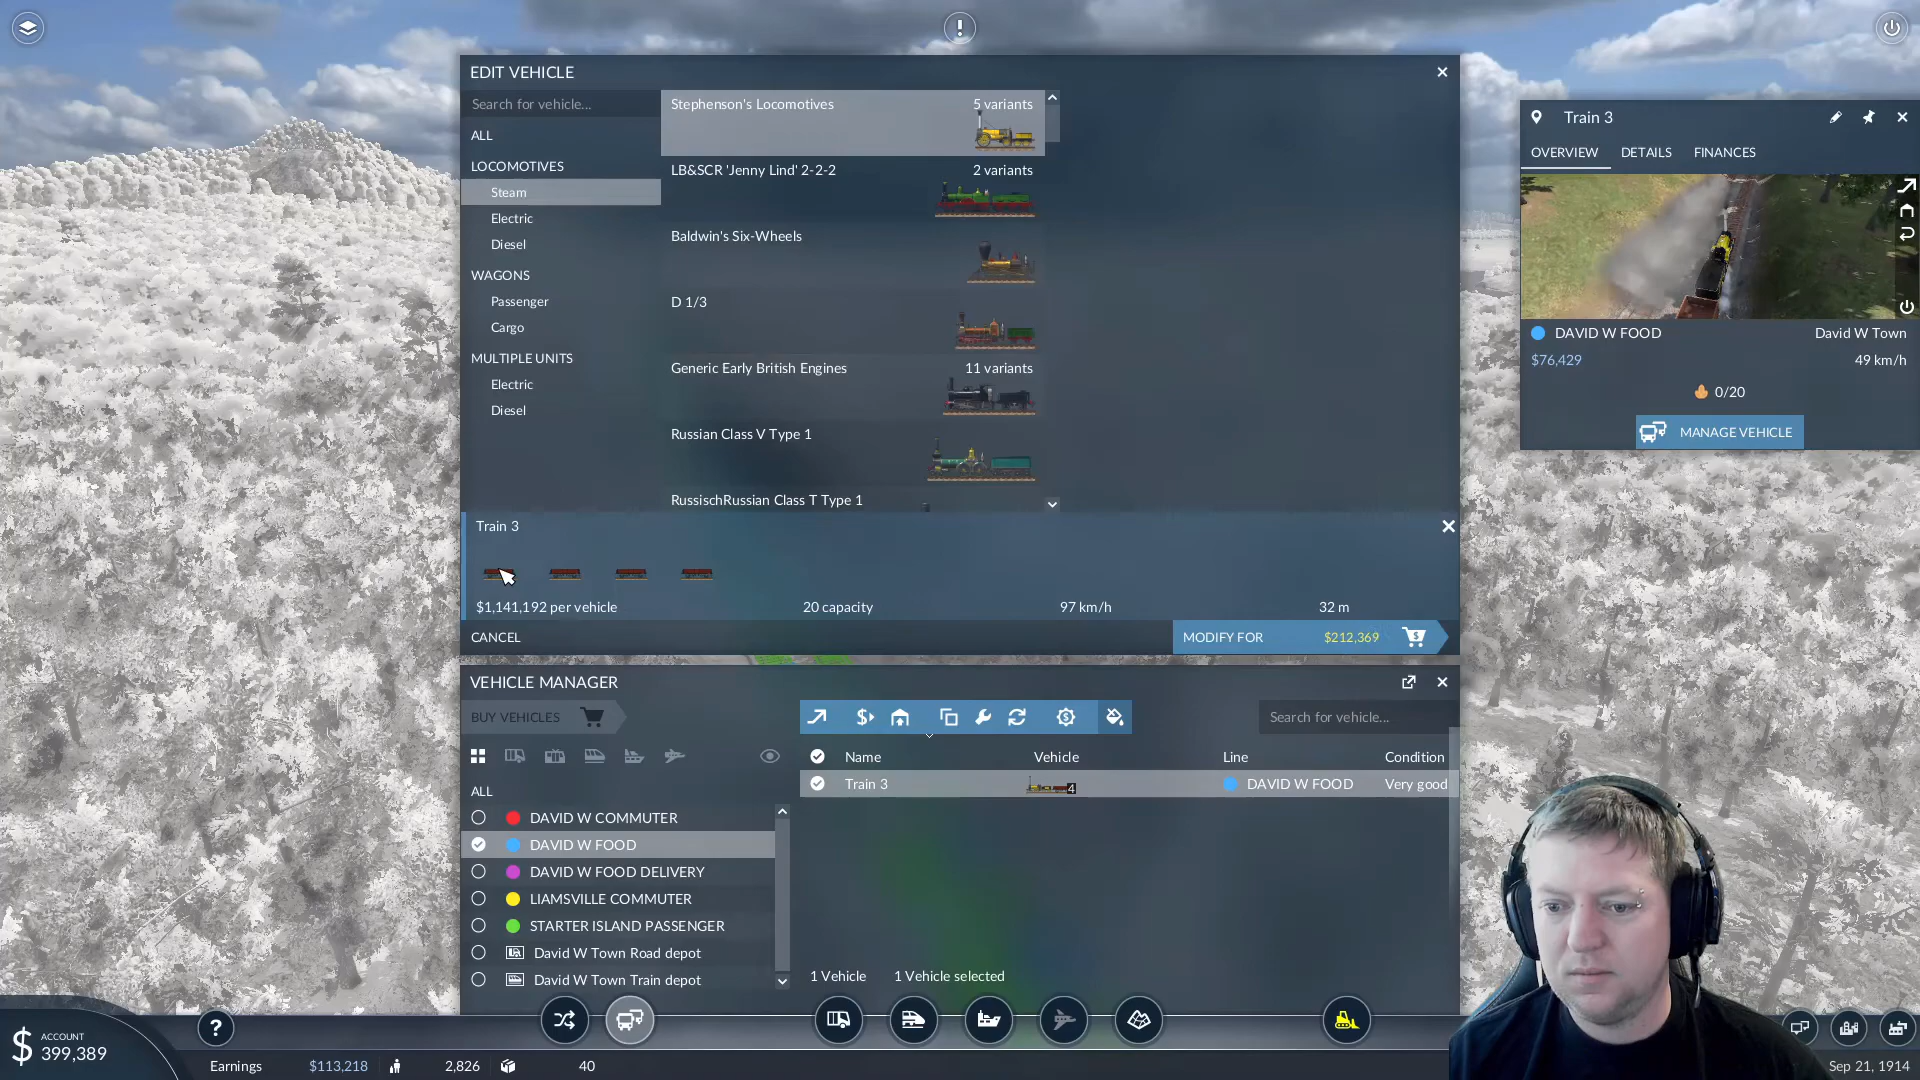 EDIT VEHICLE
Search for vehicle...
ALL
LOCOMOTIVES
Steam
Electric
Diesel
WAGONS
Passenger
Cargo
MULTIPLE UNITS
Electric
Diesel
Stephenson's Locomotives 5 variants
LB&SCR 'Jenny Lind' 2-2-2 2 variants
Baldwin's Six-Wheels
D 1/3
Generic Early British Engines 11 variants
Russian Class V Type 1
RussischRussian Class T Type 1
Train 3
$1,141,192 per vehicle 20 capacity 97 km/h 32 m
CANCEL
MODIFY FOR $212,369
Train 3
OVERVIEW DETAILS FINANCES
DAVID W FOOD David W Town
$76,429 49 km/h
0/20
MANAGE VEHICLE
VEHICLE MANAGER
BUY VEHICLES
Search for vehicle...
ALL
DAVID W COMMUTER
DAVID W FOOD
DAVID W FOOD DELIVERY
LIAMSVILLE COMMUTER
STARTER ISLAND PASSENGER
David W Town Road depot
David W Town Train depot
Name Vehicle Line Condition
Train 3 4 DAVID W FOOD Very good
1 Vehicle 1 Vehicle selected
$ ACCOUNT
399,389
?
Earnings $113,218 2,826 40
Sep 21, 1914